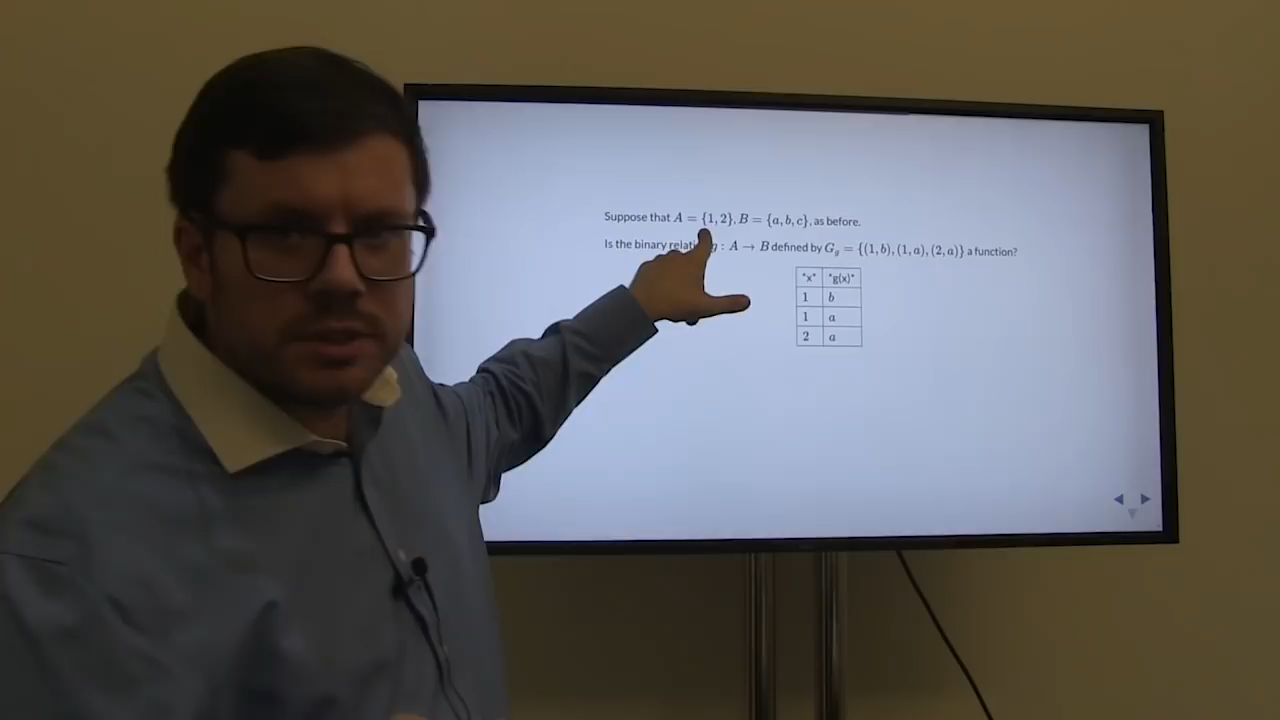 Suppose that A = {1, 2}, B = {a, b, c}, as before.
Is the binary g : A → B defined by G_g = {(1, b), (1, a), (2, a)} a function?
"x" "g(x)"
1 b
1 a
2 a